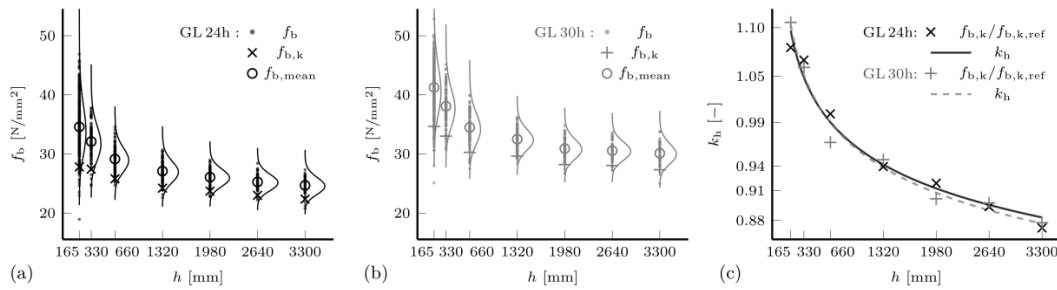 GL 24h : f_b
f_b,k
f_b,mean
f_b [N/mm²]
50
40
30
20
165 330 660 1320 1980 2640 3300
(a)
h [mm]
GL 30h : f_b
f_b,k
f_b,mean
f_b [N/mm²]
50
40
30
20
165 330 660 1320 1980 2640 3300
(b)
h [mm]
GL 24h: f_b,k/f_b,k,ref
k_h
GL 30h: f_b,k/f_b,k,ref
k_h
k_h [−]
1.10
1.05
0.99
0.94
0.91
0.88
165 330 660 1320 1980 2640 3300
(c)
h [mm]